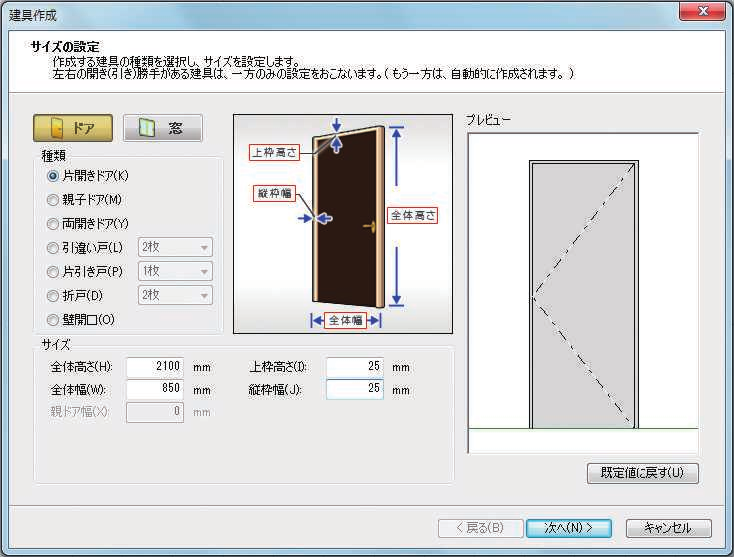 建具作成
サイズの設定
作成する建具の種類を選択し、サイズを設定します。
左右の開き(引き)勝手がある建具は、一方のみの設定をおこないます。( もう一方は、自動的に作成されます。 )
ドア
窓
種類
片開きドア(K)
親子ドア(M)
両開きドア(Y)
引違い戸(L) 2枚
片引き戸(P) 1枚
折戸(D) 2枚
壁開口(O)
上枠高さ
縦枠幅
全体高さ
全体幅
プレビュー
サイズ
全体高さ(H): 2100 mm 上枠高さ(I): 25 mm
全体幅(W): 850 mm 縦枠幅(J): 25 mm
親ドア幅(X): 0 mm
既定値に戻す(U)
< 戻る(B) 次へ(N) > キャンセル